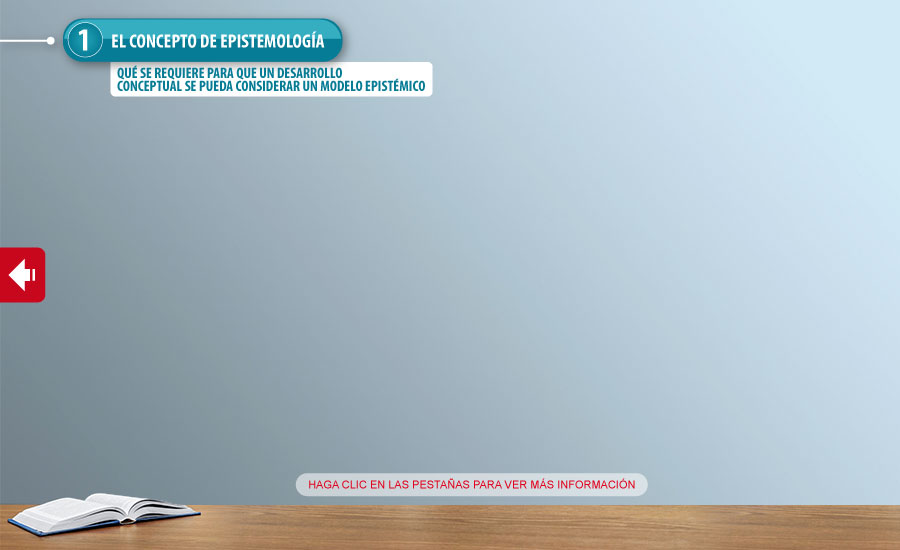 1 EL CONCEPTO DE EPISTEMOLOGÍA
QUÉ SE REQUIERE PARA QUE UN DESARROLLO
CONCEPTUAL SE PUEDA CONSIDERAR UN MODELO EPISTÉMICO
HAGA CLIC EN LAS PESTAÑAS PARA VER MÁS INFORMACIÓN